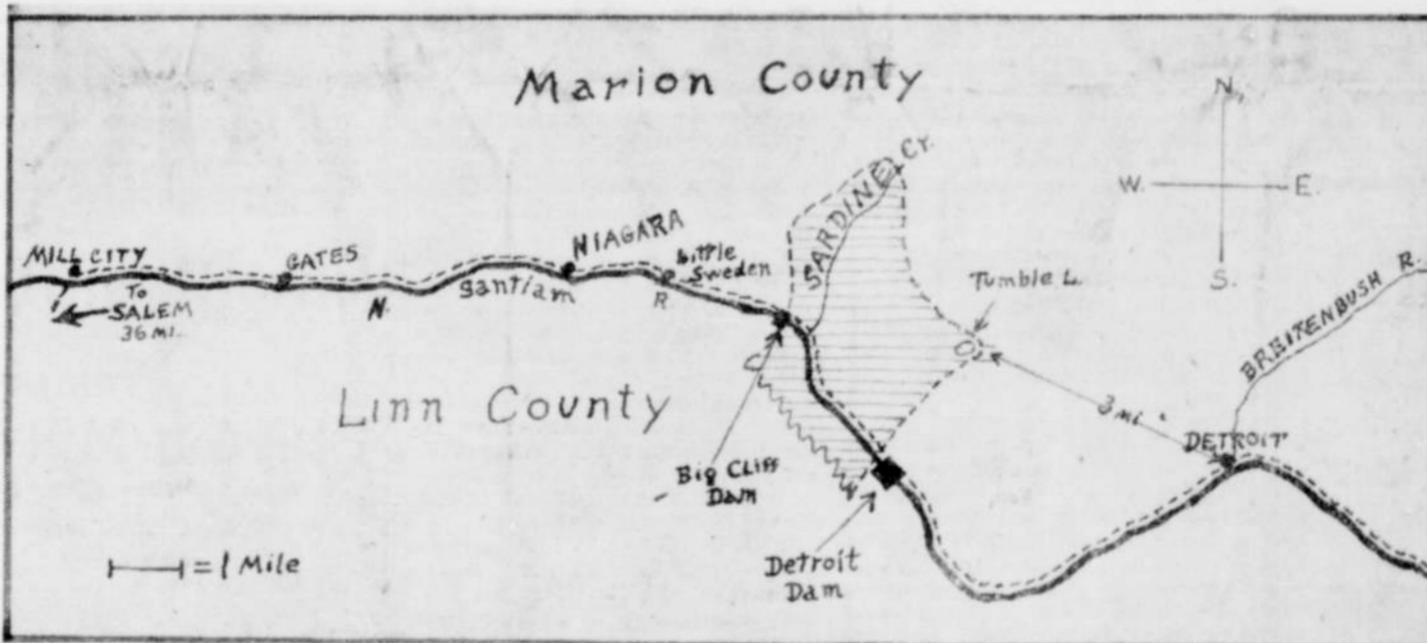 Marion County
N.
W.
E.
S.
SARDINE Cr.
MILL CITY
GATES
NIAGARA
Little
Sweden
Tumble L.
BREITENBUSH R.
To
SALEM
36 MI.
N.
Santiam
R.
Linn County
3 mi.
DETROIT
Big Cliff
Dam
Detroit
Dam
= 1 Mile